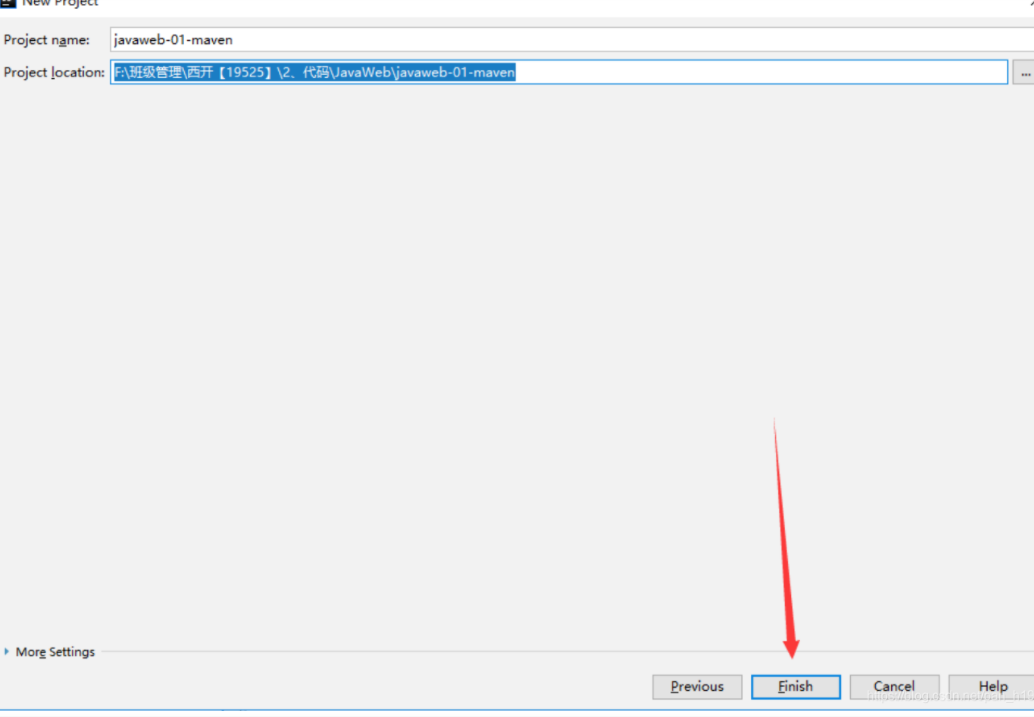 New Project
Project name: javaweb-01-maven
Project location: F:\班级管理\西开【19525】\2、代码\JavaWeb\javaweb-01-maven ...
More Settings
Previous Finish Cancel Help